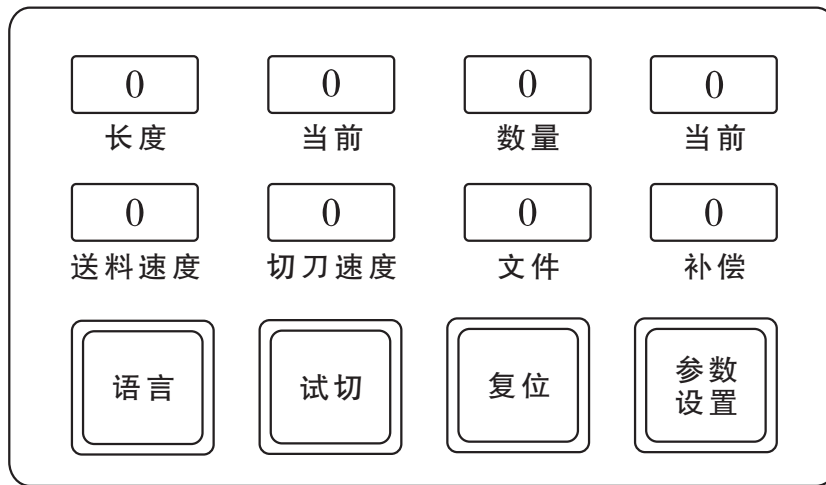 0 0 0 0
长度 当前 数量 当前
0 0 0 0
送料速度 切刀速度 文件 补偿
语言 试切 复位 参数
设置